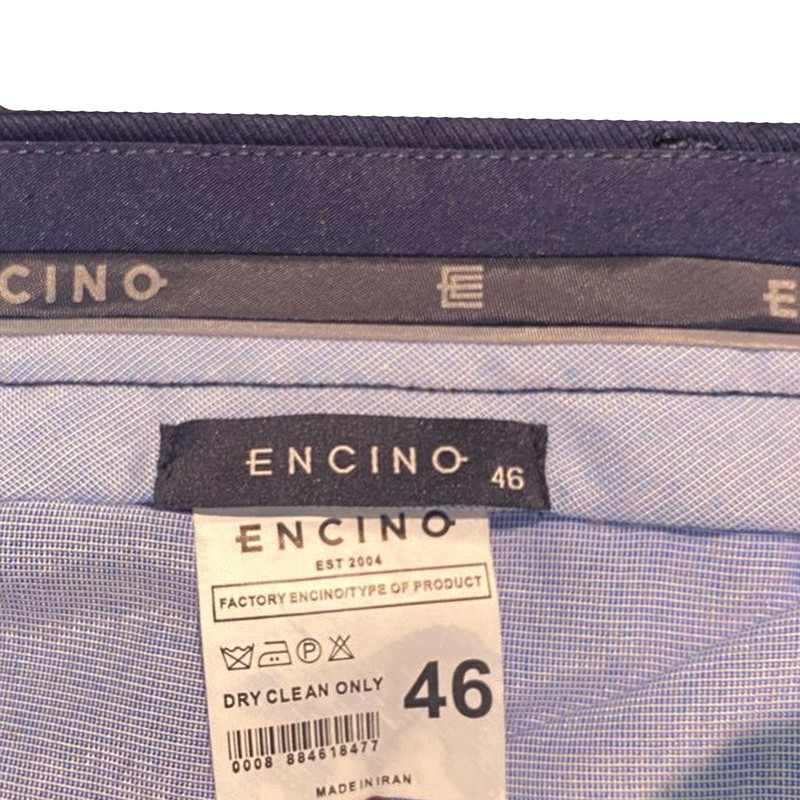 CINO E E
ENCINO 46
ENCINO
EST 2004
FACTORY ENCINO/TYPE OF PRODUCT
P
DRY CLEAN ONLY 46
0008 884618477
MADE IN IRAN